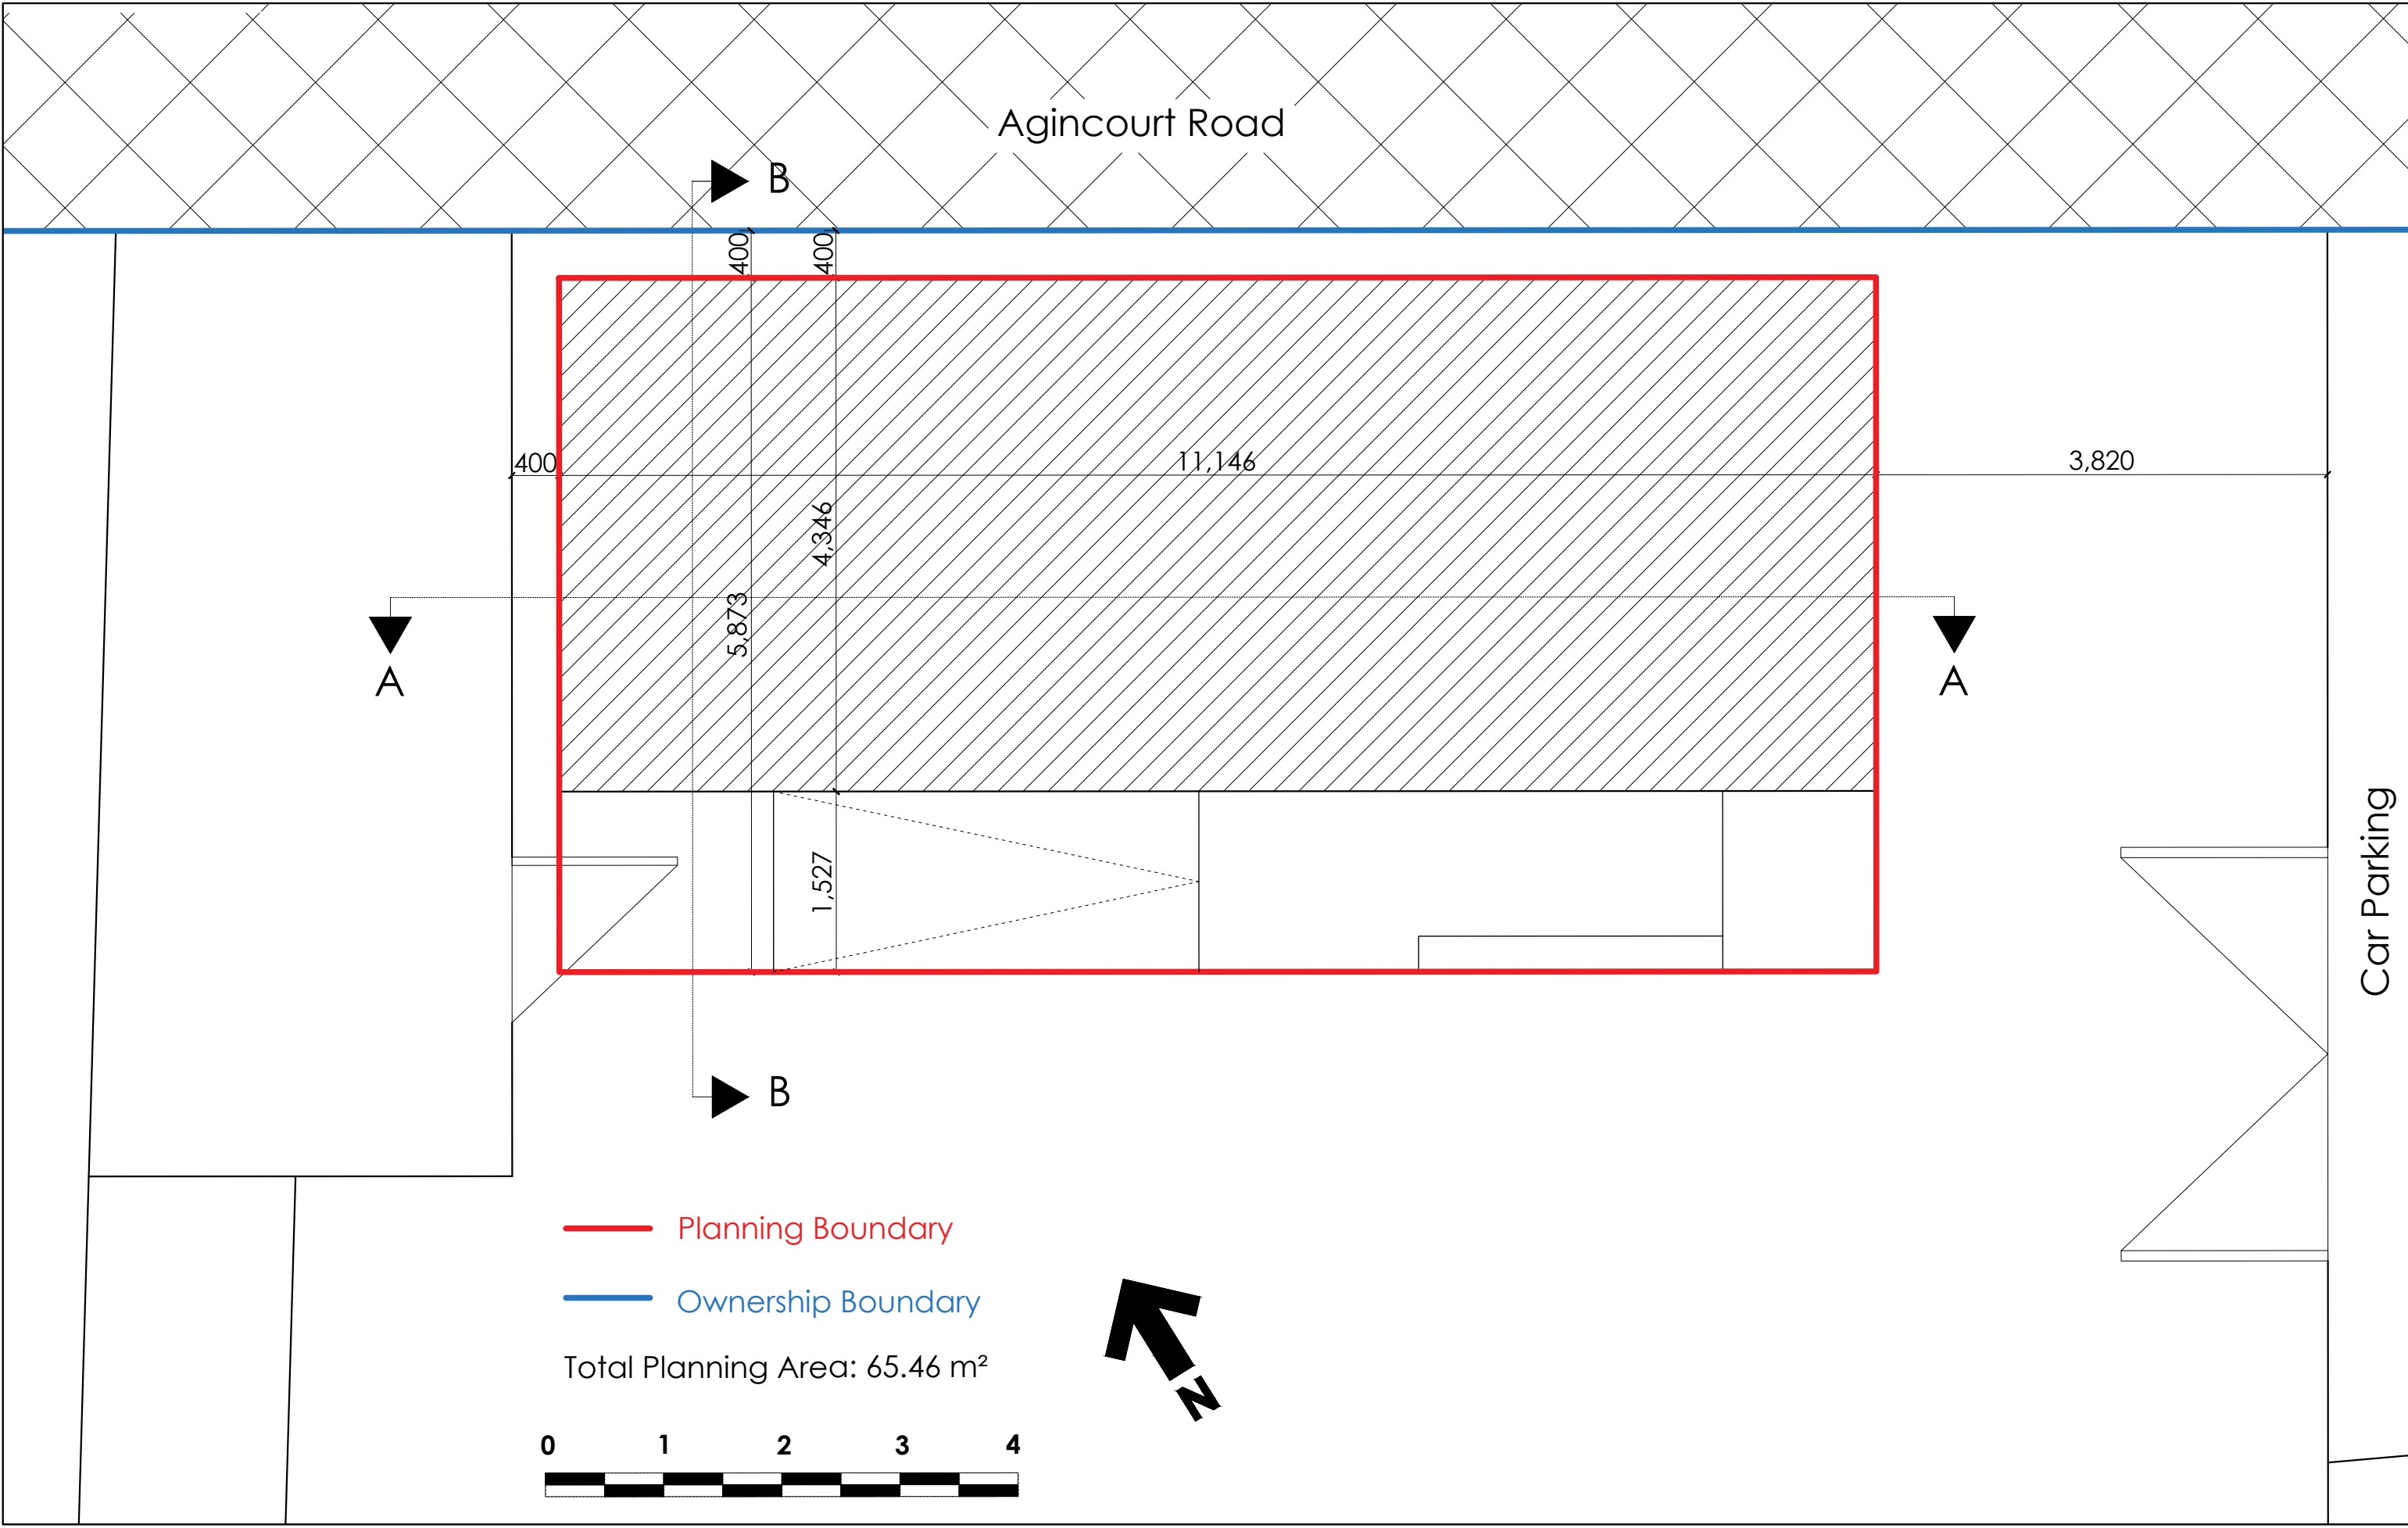 Agincourt Road
B
400
400
400
11,146
3,820
4,346
5,873
A
A
1,527
Car Parking
B
Planning Boundary
Ownership Boundary
Total Planning Area: 65.46 m²
N
0 1 2 3 4